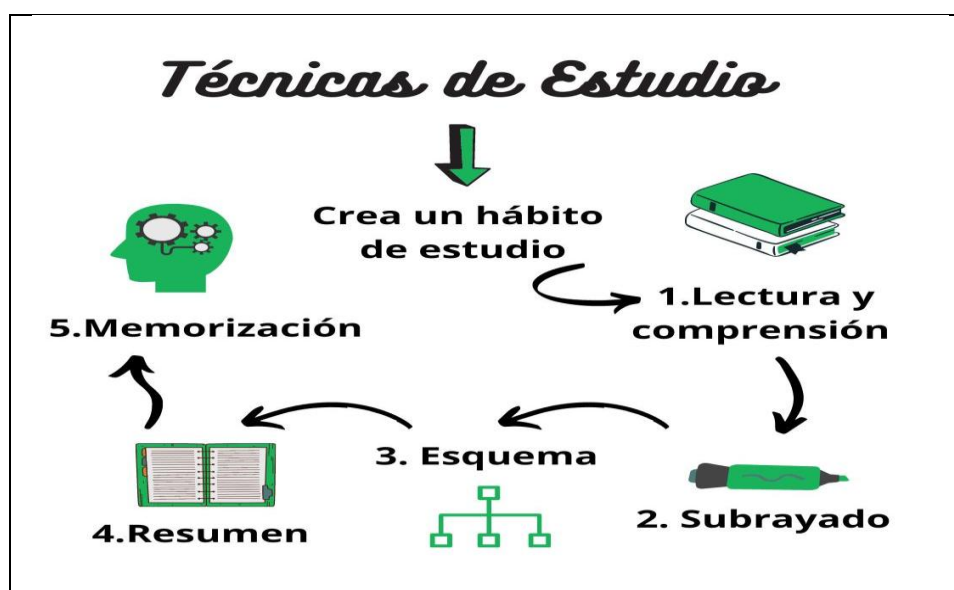 Técnicas de Estudio
Crea un hábito
de estudio
1.Lectura y
comprensión
2. Subrayado
3. Esquema
4.Resumen
5.Memorización